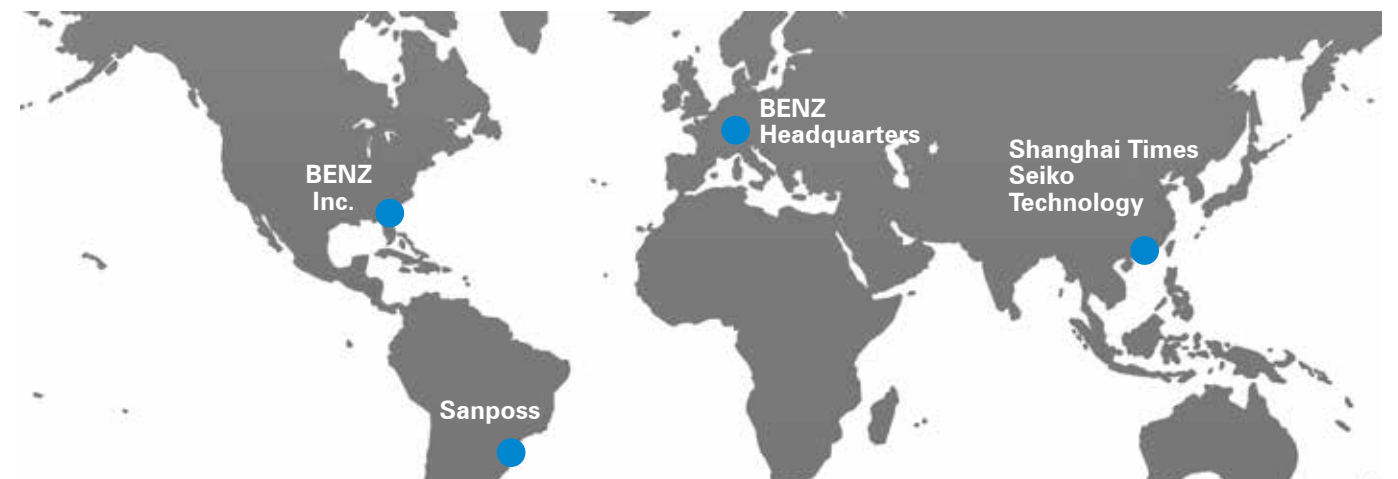 BENZ
Headquarters
Shanghai Times
Seiko
Technology
BENZ
Inc.
Sanposs